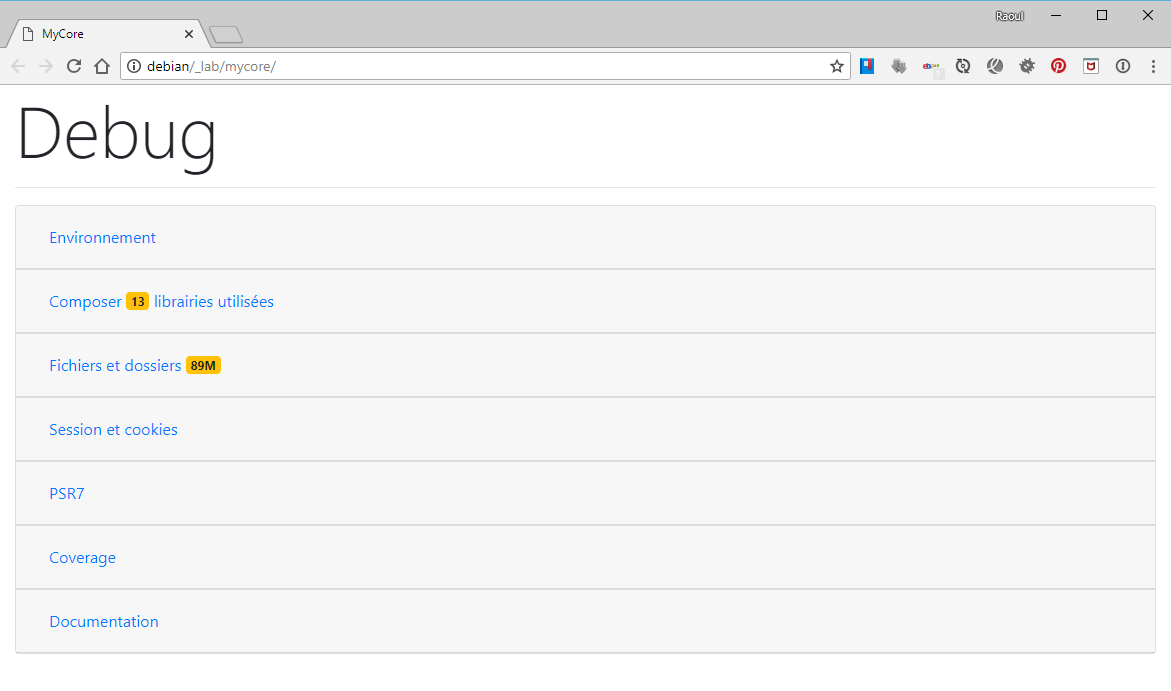 Raoul
MyCore
debian/_lab/mycore/
Debug
Environnement
Composer 13 librairies utilisées
Fichiers et dossiers 89M
Session et cookies
PSR7
Coverage
Documentation